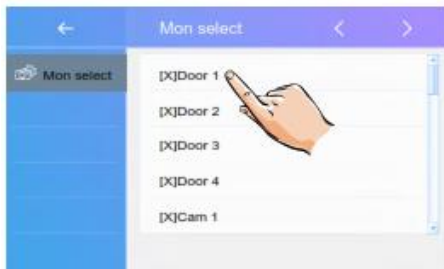 Mon select
Mon select
[X]Door 1
[X]Door 2
[X]Door 3
[X]Door 4
[X]Cam 1